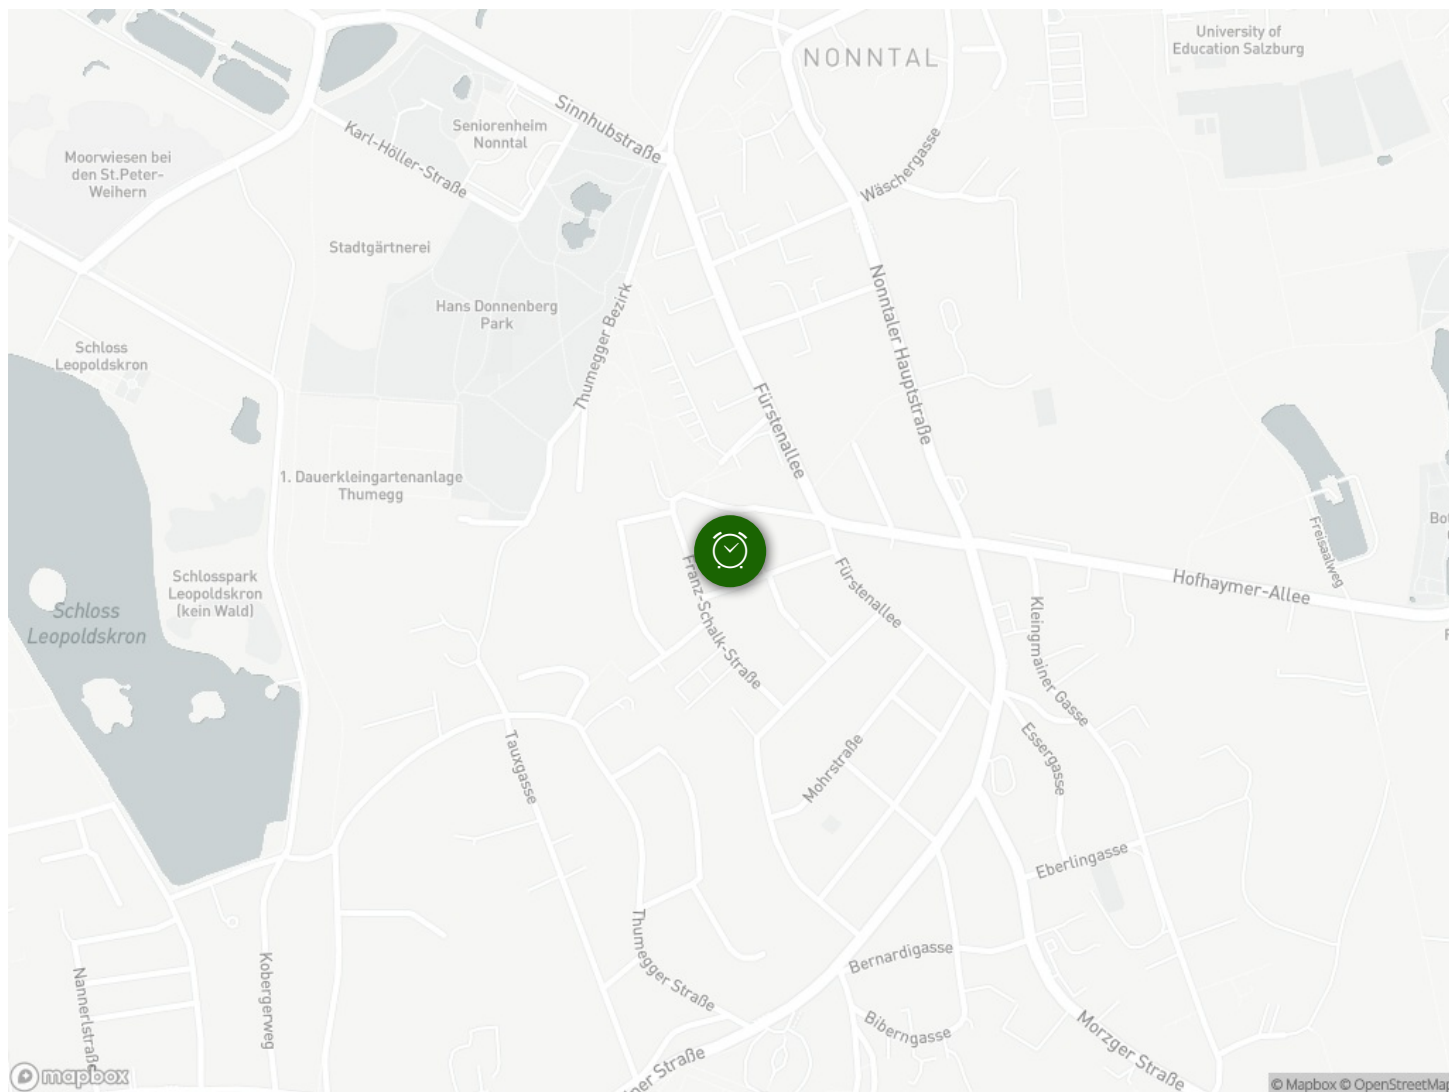 University of
Education Salzburg
NONNTAL
Sinnhubstraße
Seniorenheim
Nonntal
Karl-Höller-Straße
Moorwiesen bei
den St.Peter-
Weihern
Wäschergasse
Stadtgärtnerei
Hans Donnenberg
Park
Thumegger Bezirk
Nonntaler Hauptstraße
Schloss
Leopoldskron
Fürstenallee
1. Dauerkleingartenanlage
Thumegg
Freisaalweg
Schlosspark
Leopoldskron
(kein Wald)
Schloss
Leopoldskron
Franz-Schalk-Straße
Fürstenallee
Hofhaymer-Allee
Kleingmainer Gasse
Essergasse
Tauxgasse
Mohrstraße
Eberlingasse
Thumegger Straße
Bernardigasse
Kobergerweg
Nannerlstraße
Biberngasse
Morzger Straße
ner Straße
mapbox
© Mapbox © OpenStreetMap